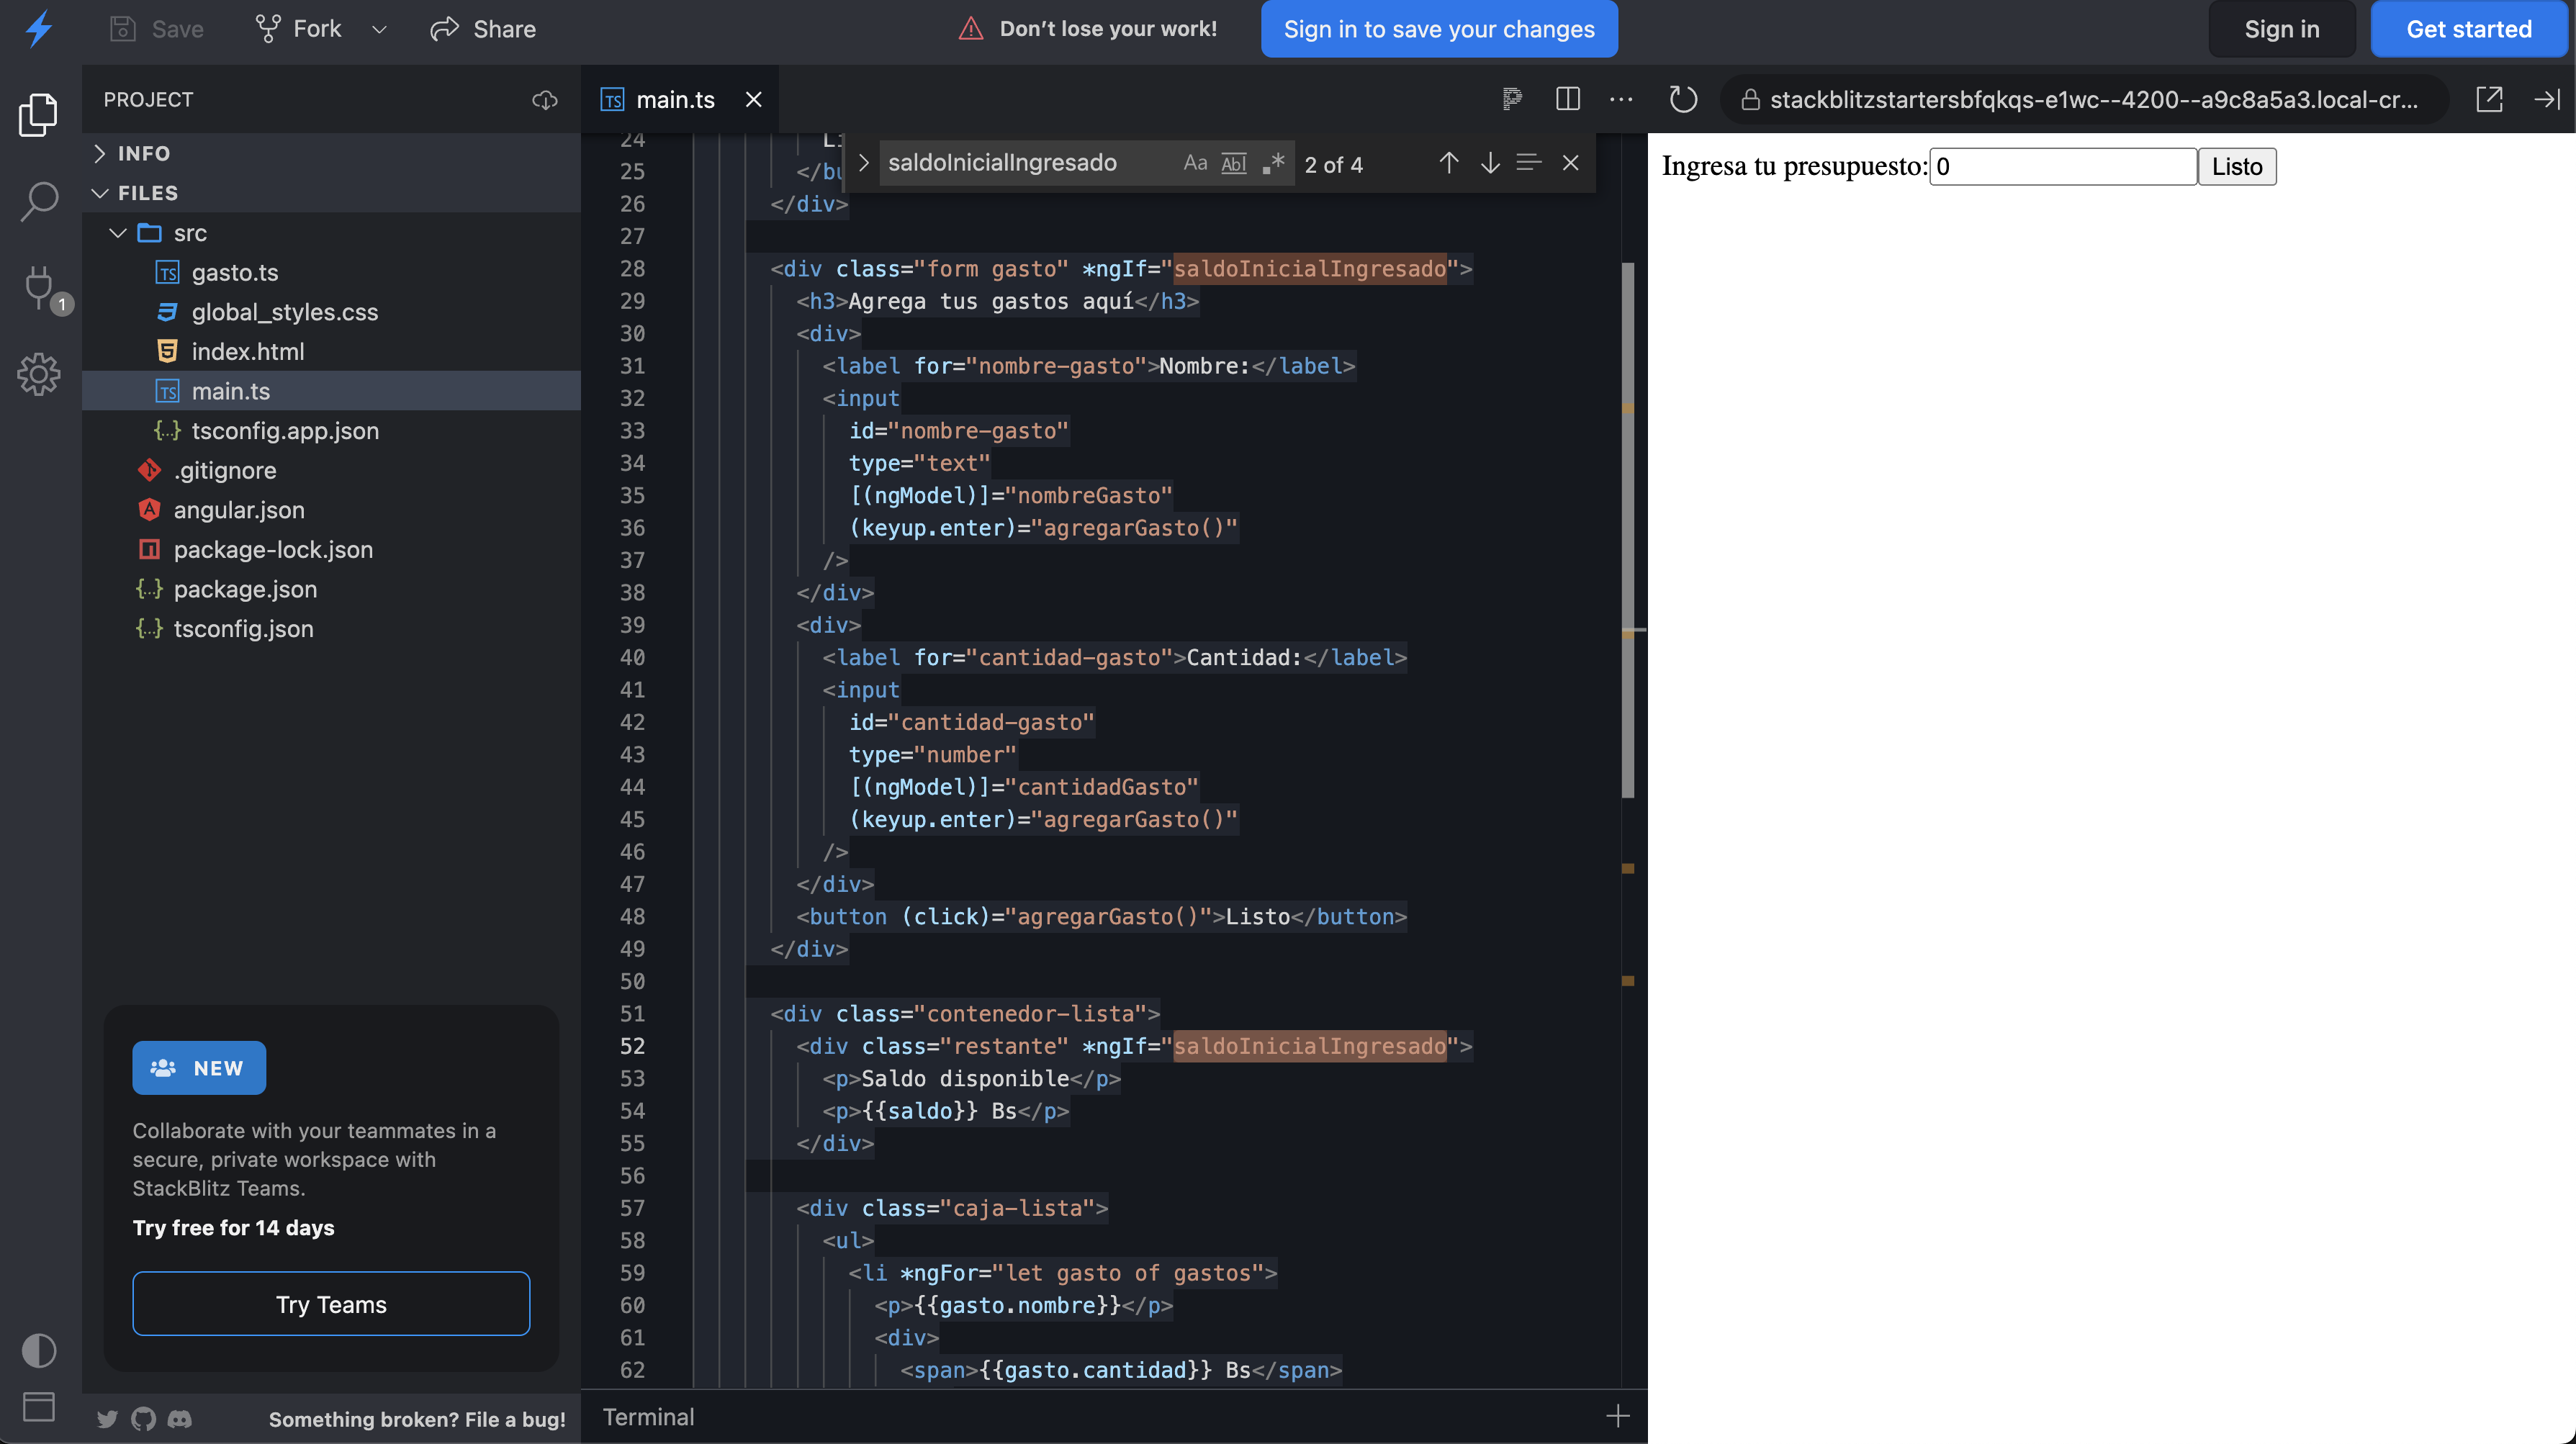 Save
Fork
Share
Don't lose your work!
Sign in to save your changes
Sign in
Get started
PROJECT
INFO
FILES
src
TS gasto.ts
global_styles.css
index.html
TS main.ts
{...} tsconfig.app.json
.gitignore
angular.json
package-lock.json
{...} package.json
{...} tsconfig.json
1
NEW
Collaborate with your teammates in a
secure, private workspace with
StackBlitz Teams.
Try free for 14 days
Try Teams
Something broken? File a bug!
TS main.ts
saldoInicialIngresado Aa Abl .* 2 of 4
24 Li
25 </bu
26 </div>
27
28 <div class="form gasto" *ngIf="saldoInicialIngresado">
29 <h3>Agrega tus gastos aquí</h3>
30 <div>
31 <label for="nombre-gasto">Nombre:</label>
32 <input
33 id="nombre-gasto"
34 type="text"
35 [(ngModel)]="nombreGasto"
36 (keyup.enter)="agregarGasto()"
37 />
38 </div>
39 <div>
40 <label for="cantidad-gasto">Cantidad:</label>
41 <input
42 id="cantidad-gasto"
43 type="number"
44 [(ngModel)]="cantidadGasto"
45 (keyup.enter)="agregarGasto()"
46 />
47 </div>
48 <button (click)="agregarGasto()">Listo</button>
49 </div>
50
51 <div class="contenedor-lista">
52 <div class="restante" *ngIf="saldoInicialIngresado">
53 <p>Saldo disponible</p>
54 <p>{{saldo}} Bs</p>
55 </div>
56
57 <div class="caja-lista">
58 <ul>
59 <li *ngFor="let gasto of gastos">
60 <p>{{gasto.nombre}}</p>
61 <div>
62 <span>{{gasto.cantidad}} Bs</span>
Terminal
stackblitzstartersbfqkqs-e1wc--4200--a9c8a5a3.local-cr...
Ingresa tu presupuesto: 0 Listo